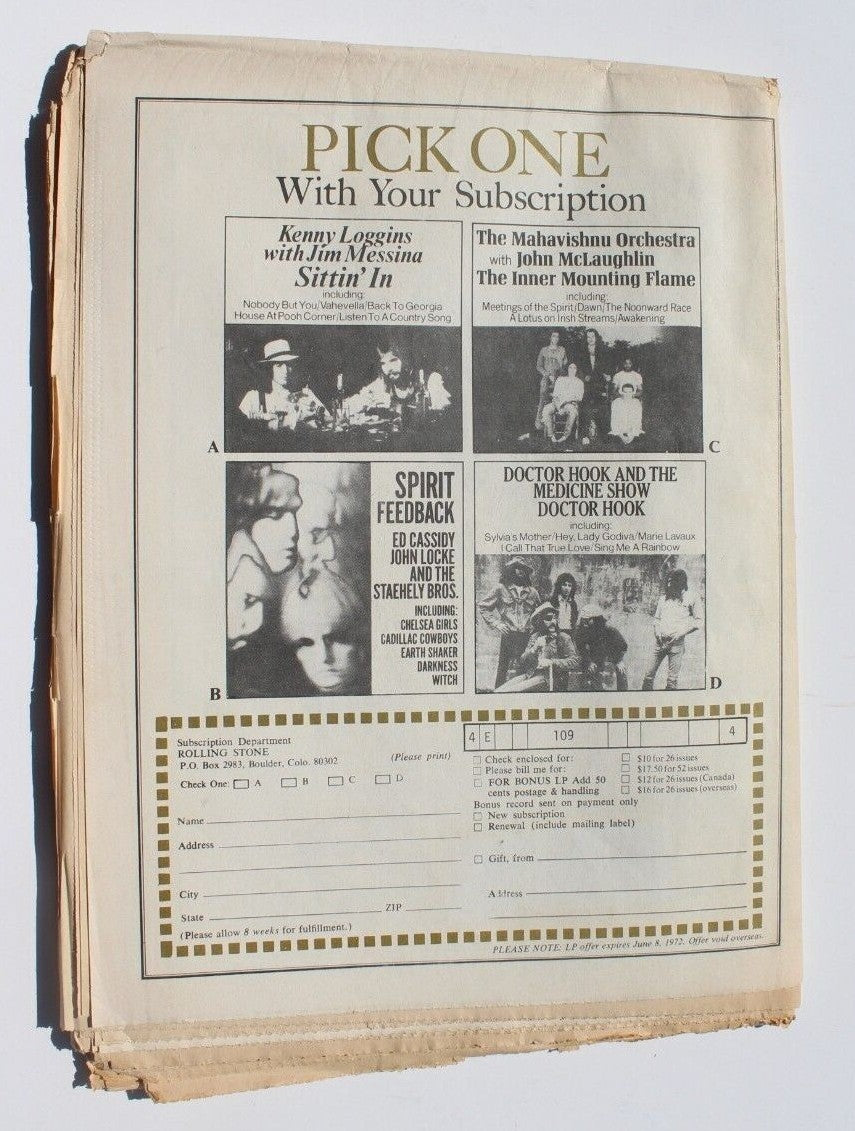 PICK ONE
With Your Subscription
Kenny Loggins
with Jim Messina
Sittin' In
including:
Nobody But You/Vahevella/Back To Georgia
House At Pooh Corner/Listen To A Country Song
A
The Mahavishnu Orchestra
with John McLaughlin
The Inner Mounting Flame
including:
Meetings of the Spirit/Dawn/The Noonward Race
A Lotus on Irish Streams/Awakening
C
SPIRIT
FEEDBACK
ED CASSIDY
JOHN LOCKE
AND THE
STAEHELY BROS.
INCLUDING:
CHELSEA GIRLS
CADILLAC COWBOYS
EARTH SHAKER
DARKNESS
WITCH
B
DOCTOR HOOK AND THE
MEDICINE SHOW
DOCTOR HOOK
including:
Sylvia's Mother/Hey, Lady Godiva/Marie Lavaux
I Call That True Love/Sing Me A Rainbow
D
Subscription Department
ROLLING STONE
P.O. Box 2983, Boulder, Colo. 80302
(Please print)
Check One: A B C D
Name
Address
City
State ZIP
(Please allow 8 weeks for fulfillment.)
4 E 109 4
Check enclosed for:
Please bill me for:
FOR BONUS LP Add 50
cents postage & handling
$10 for 26 issues
$17.50 for 52 issues
$12 for 26 issues (Canada)
$16 for 26 issues (overseas)
Bonus record sent on payment only
New subscription
Renewal (include mailing label)
Gift, from
Address
PLEASE NOTE: LP offer expires June 8, 1972. Offer void overseas.